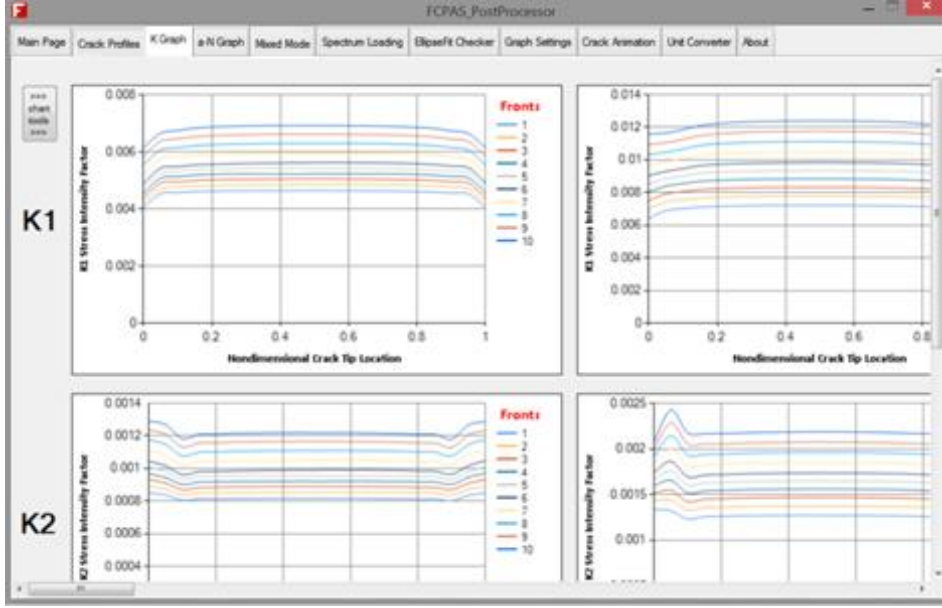 F
FCPAS_PostProcessor
Main Page
Crack Profiles
K Graph
a-N Graph
Mixed Mode
Spectrum Loading
EllipseFit Checker
Graph Settings
Crack Animation
Unit Converter
About
>>>
chart
tools
>>>
K1
K1 Stress Intensity Factor
0.008
0.006
0.004
0.002
0
0 0.2 0.4 0.6 0.8 1
Nondimensional Crack Tip Location
Fronts
1
2
3
4
5
6
7
8
9
10
K1 Stress Intensity Factor
0.014
0.012
0.01
0.008
0.006
0.004
0.002
0
0 0.2 0.4 0.6 0.8
Nondimensional Crack Tip Location
K2
K2 Stress Intensity Factor
0.0014
0.0012
0.001
0.0008
0.0006
0.0004
Fronts
1
2
3
4
5
6
7
8
9
10
K2 Stress Intensity Factor
0.0025
0.002
0.0015
0.001